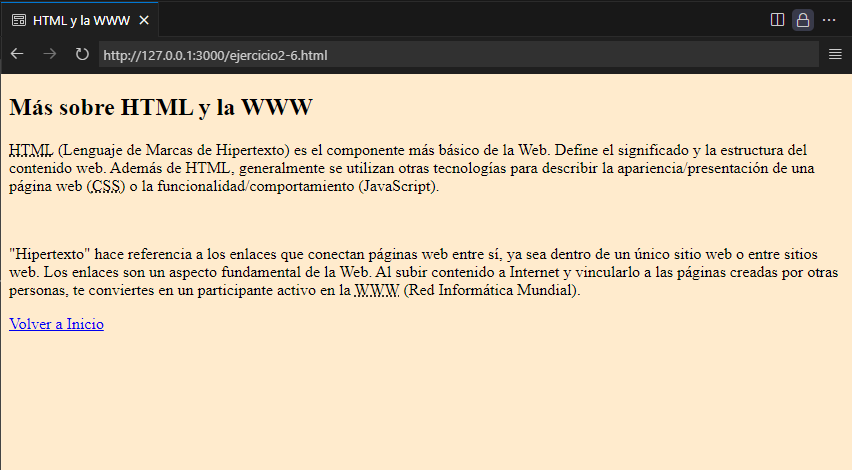 HTML y la WWW
http://127.0.0.1:3000/ejercicio2-6.html
Más sobre HTML y la WWW
HTML (Lenguaje de Marcas de Hipertexto) es el componente más básico de la Web. Define el significado y la estructura del
contenido web. Además de HTML, generalmente se utilizan otras tecnologías para describir la apariencia/presentación de una
página web (CSS) o la funcionalidad/comportamiento (JavaScript).
"Hipertexto" hace referencia a los enlaces que conectan páginas web entre sí, ya sea dentro de un único sitio web o entre sitios
web. Los enlaces son un aspecto fundamental de la Web. Al subir contenido a Internet y vincularlo a las páginas creadas por otras
personas, te conviertes en un participante activo en la WWW (Red Informática Mundial).
Volver a Inicio